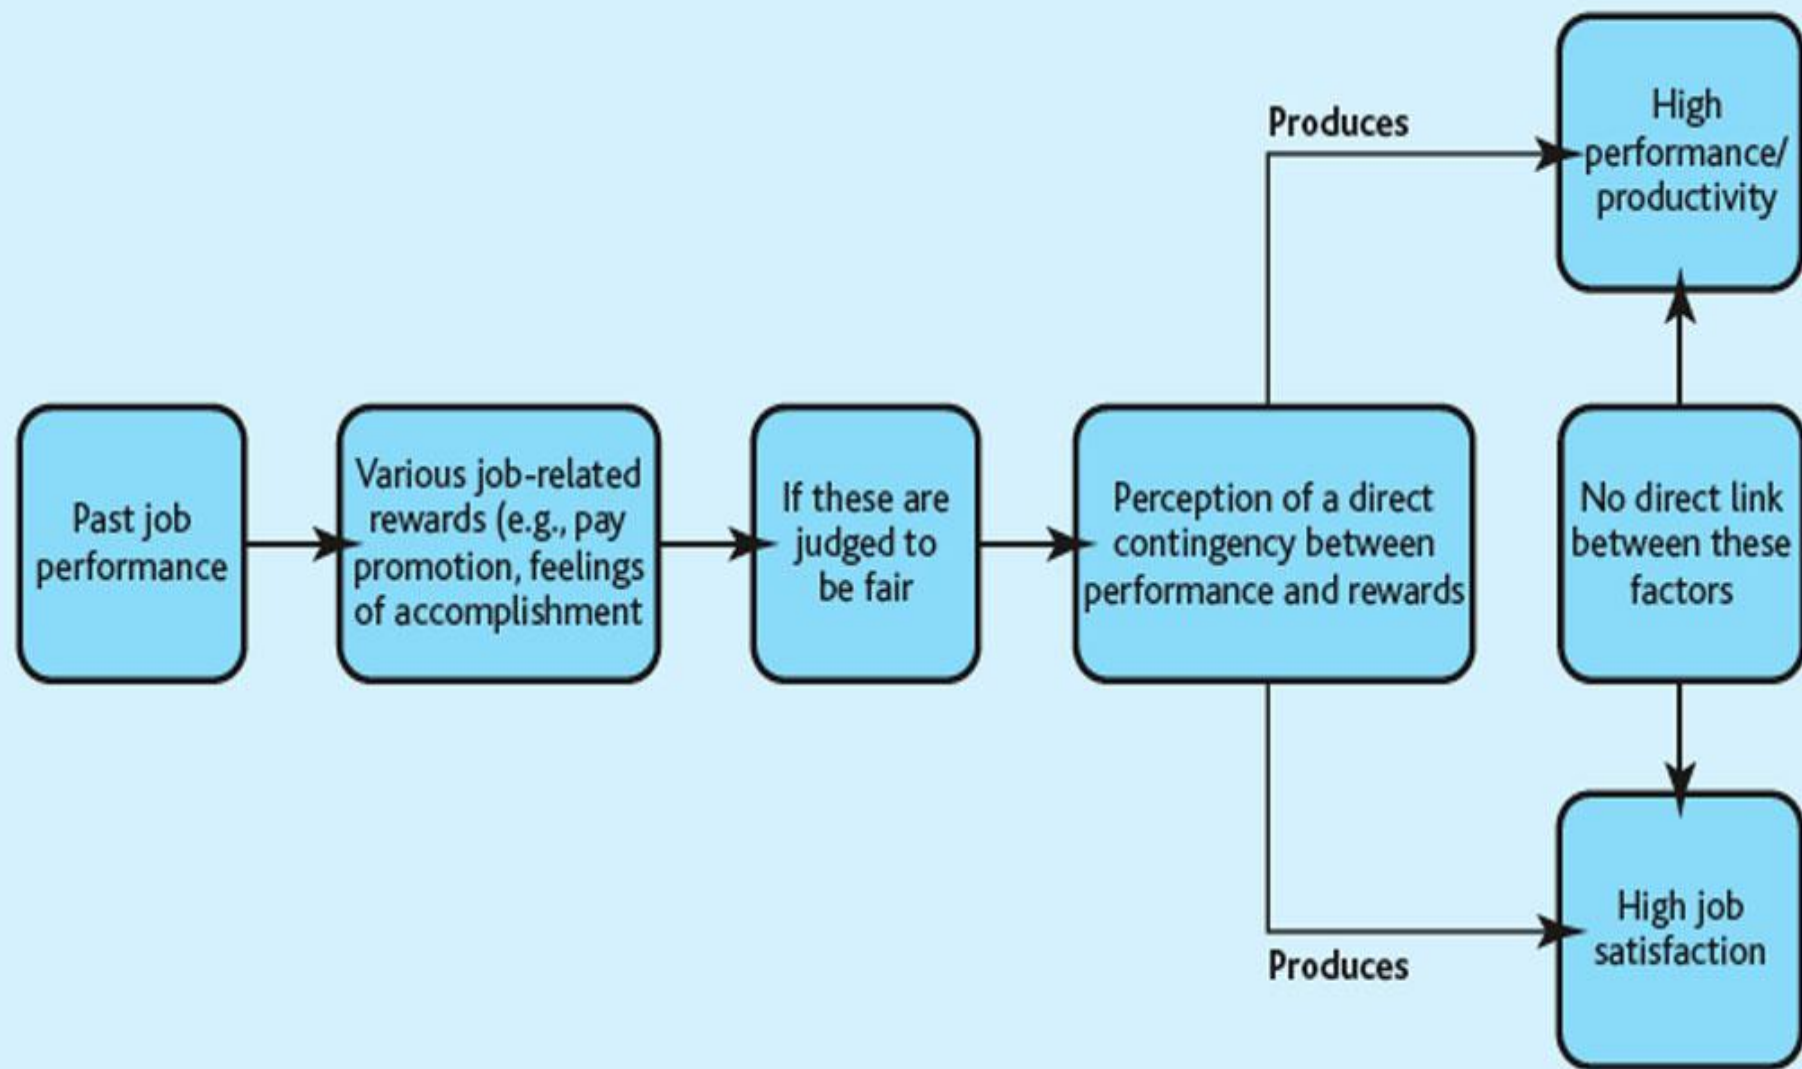 Past job
performance
Various job-related
rewards (e.g., pay
promotion, feelings
of accomplishment
If these are
judged to
be fair
Perception of a direct
contingency between
performance and rewards
Produces
High
performance/
productivity
No direct link
between these
factors
Produces
High job
satisfaction